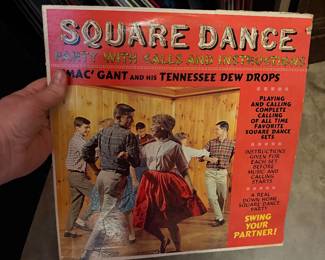 SQUARE DANCE
PARTY WITH CALLS AND INSTRUCTIONS
'MAC' GANT AND HIS TENNESSEE DEW DROPS
PLAYING
AND CALLING
COMPLETE
CALLING
OF ALL TIME
FAVORITE
SQUARE DANCE
SETS
INSTRUCTIONS
GIVEN FOR
EACH SET
BEFORE
MUSIC AND
CALLING
STARTS
A REAL
DOWN HOME
SQUARE DANCE
PARTY
SWING
YOUR
PARTNER!